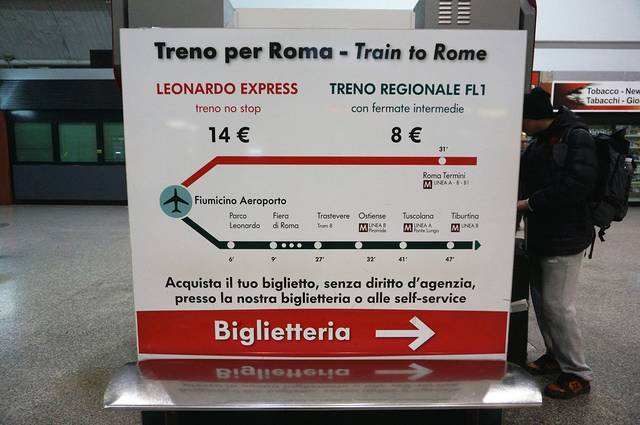 Treno per Roma - Train to Rome
LEONARDO EXPRESS
treno no stop
14 €
TRENO REGIONALE FL1
con fermate intermedie
8 €
31'
Roma Termini
M LINEA A - B - B1
Fiumicino Aeroporto
Parco
Leonardo
Fiera
di Roma
Trastevere
Tram 8
Ostiense
M LINEA B
Piramide
Tuscolana
M LINEA A
Ponte Lungo
Tiburtina
M LINEA B
6'
9'
27'
32'
41'
47'
Acquista il tuo biglietto, senza diritto d'agenzia,
presso la nostra biglietteria o alle self-service
Biglietteria
Tobacco - New
Tabacchi - Gio